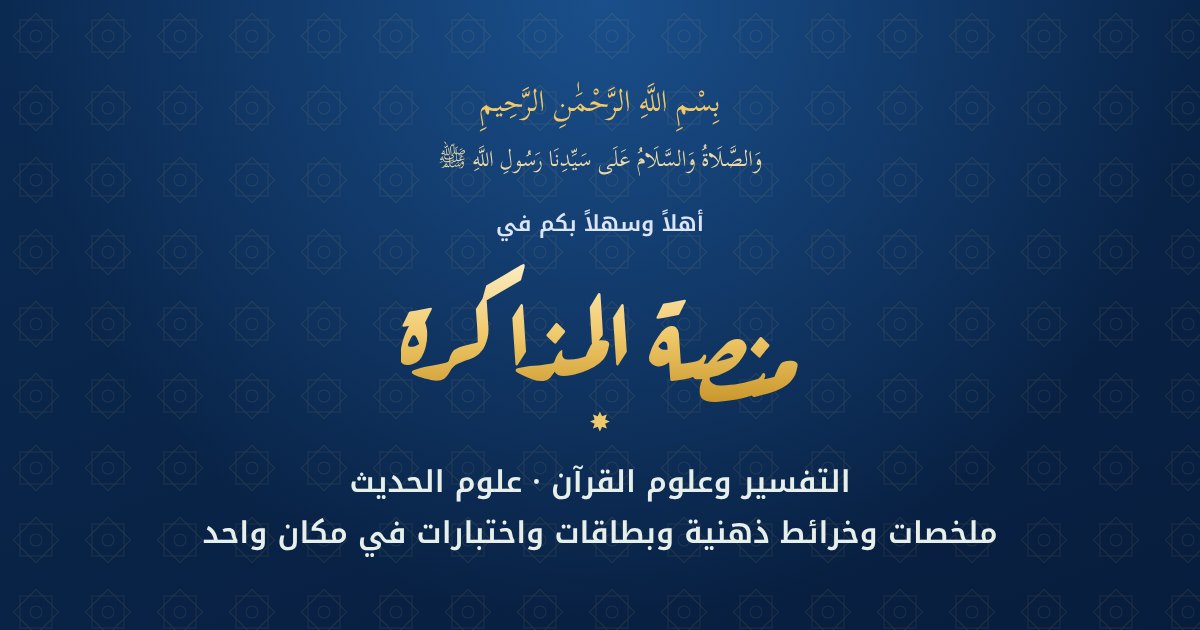 بِسْمِ اللَّهِ الرَّحْمَٰنِ الرَّحِيمِ
وَالصَّلَاةُ وَالسَّلَامُ عَلَى سَيِّدِنَا رَسُولِ اللَّهِ ﷺ
أهلاً وسهلاً بكم في
منصة المذاكرة
التفسير وعلوم القرآن · علوم الحديث
ملخصات وخرائط ذهنية وبطاقات واختبارات في مكان واحد